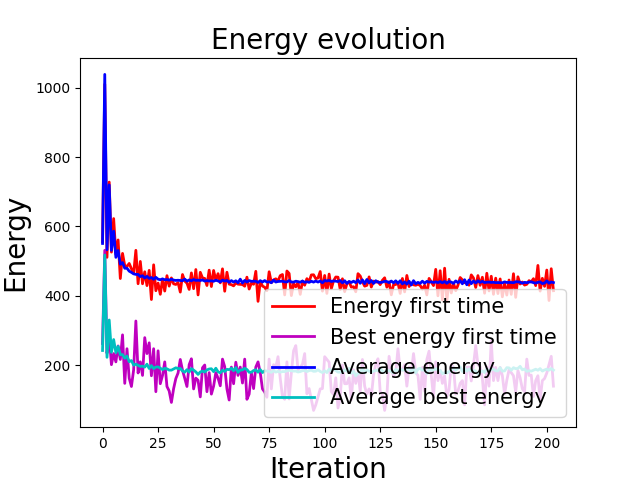 Energy evolution
Energy
1000
800
600
400
200
Energy first time
Best energy first time
Average energy
Average best energy
0
25
50
75
100
125
150
175
200
Iteration